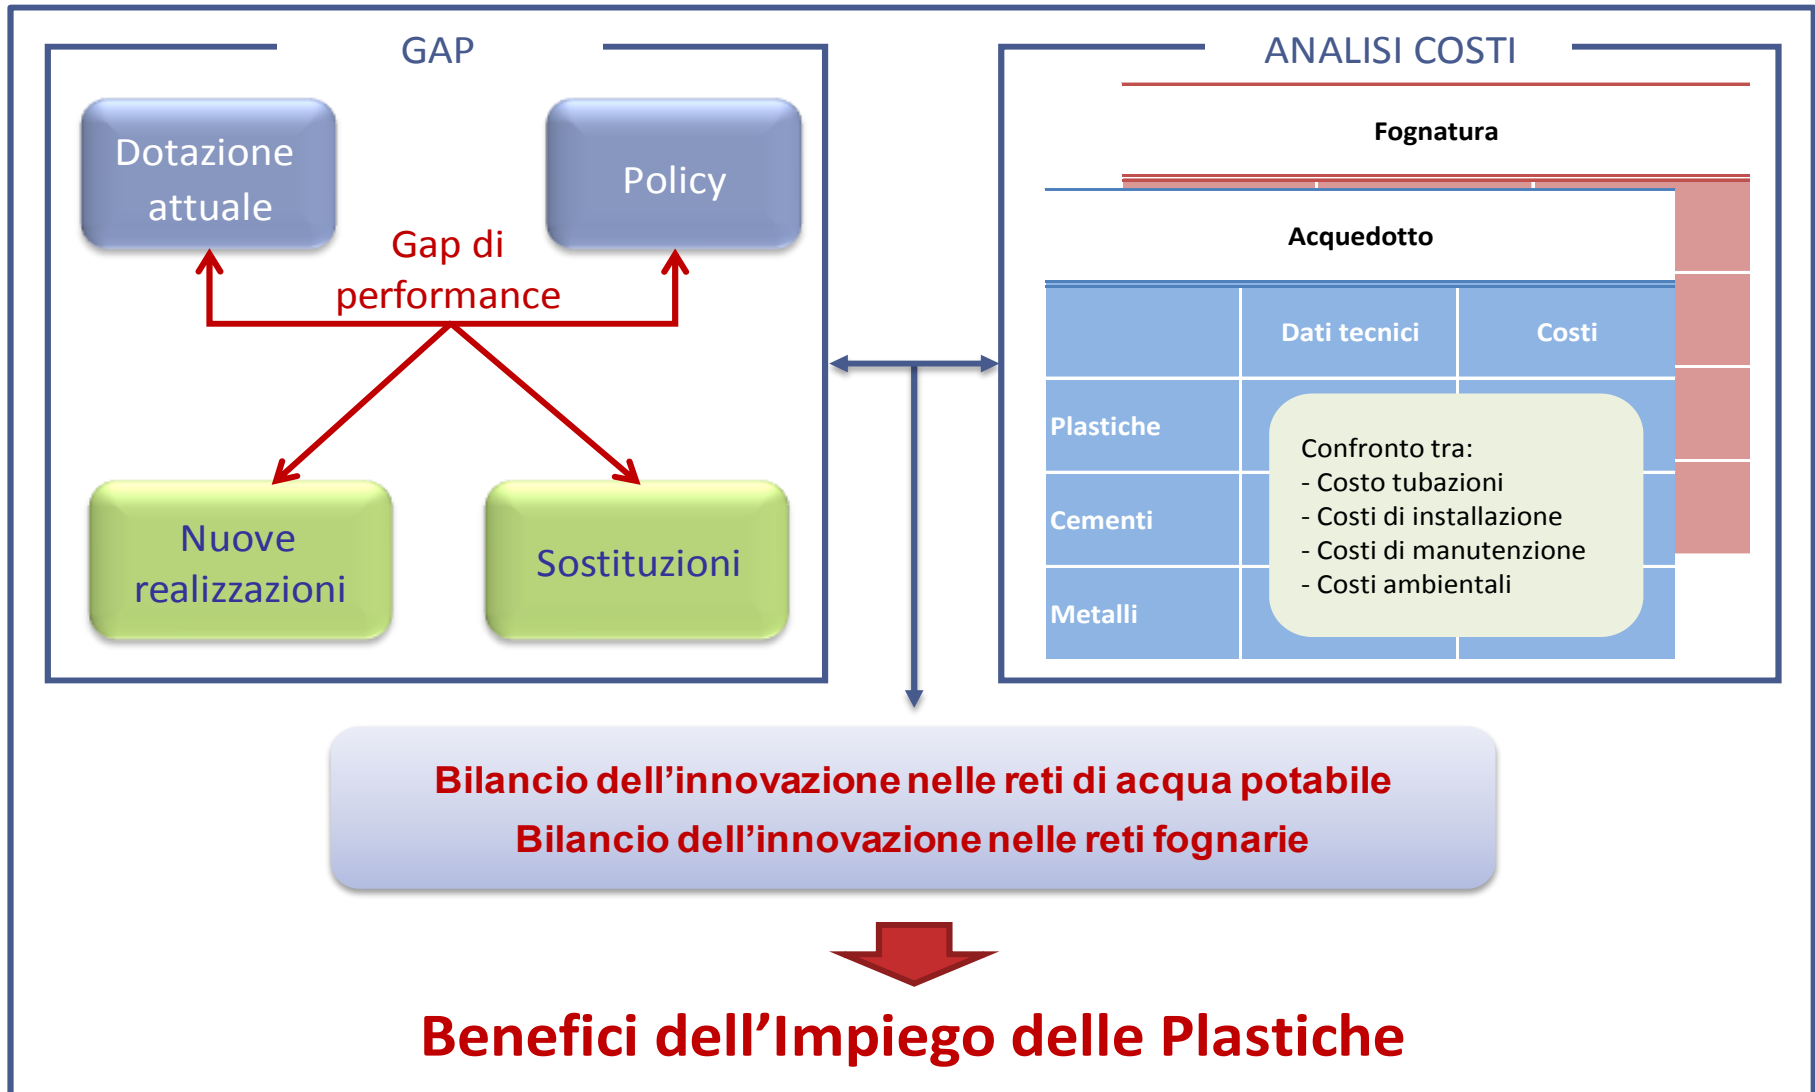 GAP
Dotazione
attuale
Policy
Gap di
performance
Nuove
realizzazioni
Sostituzioni
ANALISI COSTI
Fognatura
Acquedotto
Dati tecnici
Costi
Plastiche
Cementi
Metalli
Confronto tra:
- Costo tubazioni
- Costi di installazione
- Costi di manutenzione
- Costi ambientali
Bilancio dell’innovazione nelle reti di acqua potabile
Bilancio dell’innovazione nelle reti fognarie
Benefici dell’Impiego delle Plastiche